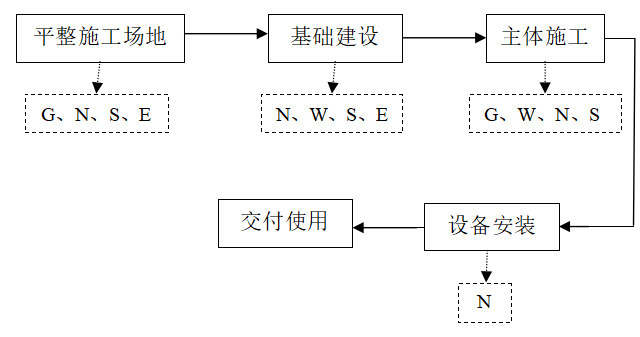 平整施工场地
基础建设
主体施工
G、N、S、E
N、W、S、E
G、W、N、S
交付使用
设备安装
N